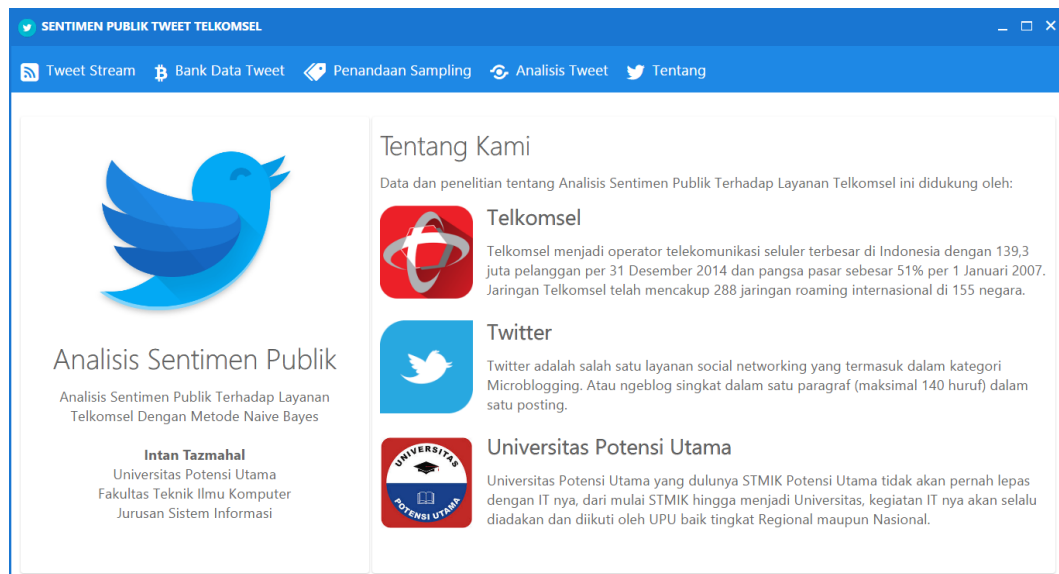 SENTIMEN PUBLIK TWEET TELKOMSEL
Tweet Stream Bank Data Tweet Penandaan Sampling Analisis Tweet Tentang
Analisis Sentimen Publik
Analisis Sentimen Publik Terhadap Layanan
Telkomsel Dengan Metode Naive Bayes
Intan Tazmahal
Universitas Potensi Utama
Fakultas Teknik Ilmu Komputer
Jurusan Sistem Informasi
Tentang Kami
Data dan penelitian tentang Analisis Sentimen Publik Terhadap Layanan Telkomsel ini didukung oleh:
Telkomsel
Telkomsel menjadi operator telekomunikasi seluler terbesar di Indonesia dengan 139,3
juta pelanggan per 31 Desember 2014 dan pangsa pasar sebesar 51% per 1 Januari 2007.
Jaringan Telkomsel telah mencakup 288 jaringan roaming internasional di 155 negara.
Twitter
Twitter adalah salah satu layanan social networking yang termasuk dalam kategori
Microblogging. Atau ngeblog singkat dalam satu paragraf (maksimal 140 huruf) dalam
satu posting.
UNIVERSITAS
POTENSI UTAMA
Universitas Potensi Utama
Universitas Potensi Utama yang dulunya STMIK Potensi Utama tidak akan pernah lepas
dengan IT nya, dari mulai STMIK hingga menjadi Universitas, kegiatan IT nya akan selalu
diadakan dan diikuti oleh UPU baik tingkat Regional maupun Nasional.